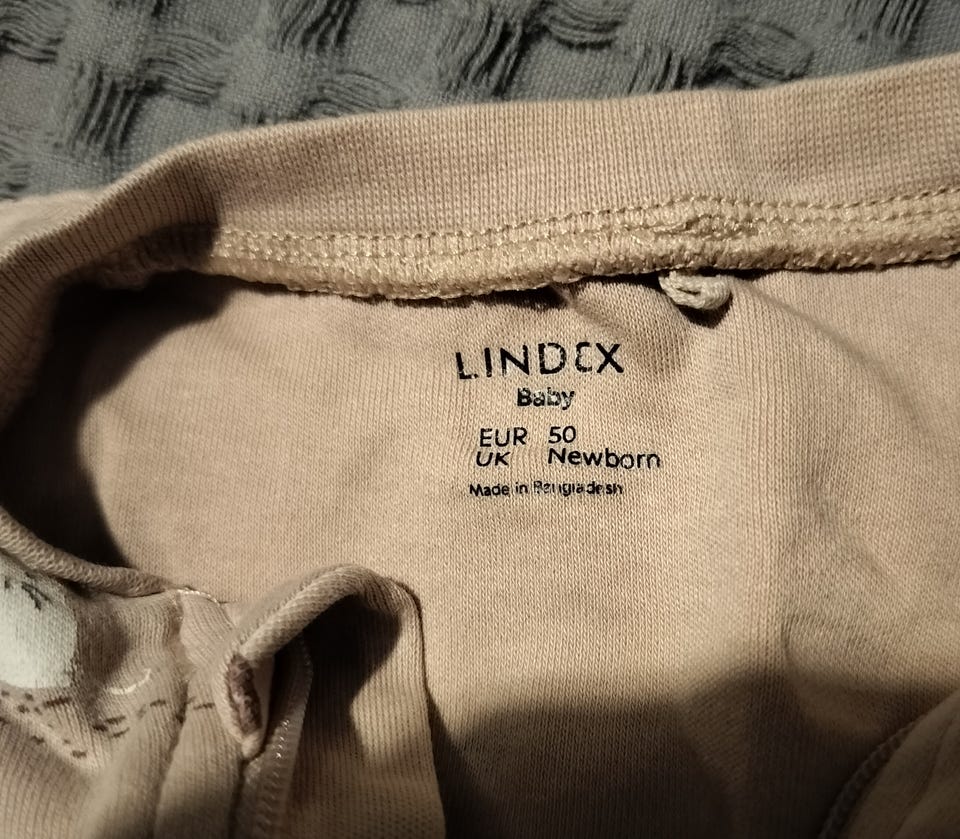 LINDEX
Baby
EUR 50
UK Newborn
Made in Bangladesh